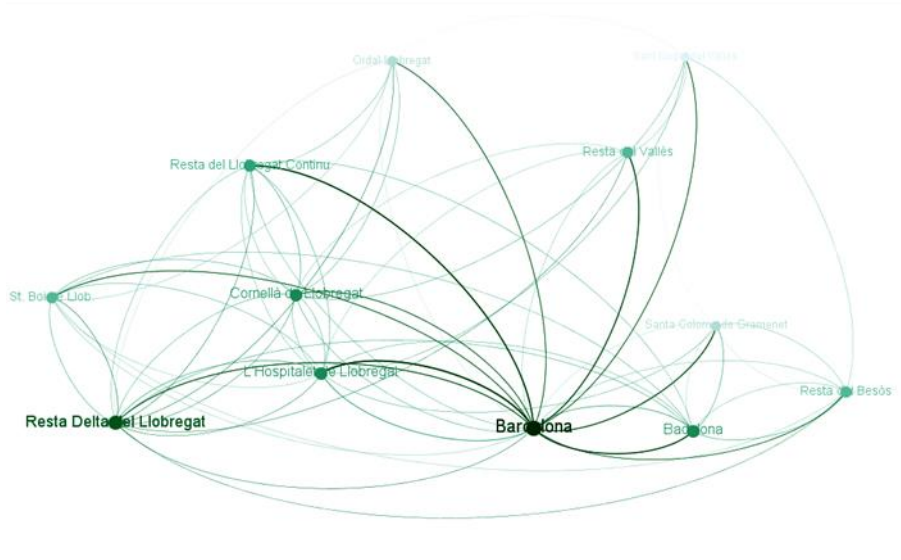 Ordal-Llobregat
Resta del Vallès
Resta del Llobregat Continu
St. Boi de Llob.
Cornellà de Llobregat
Santa Coloma de Gramenet
L'Hospitalet de Llobregat
Resta del Besòs
Resta Delta del Llobregat
Barcelona
Badalona